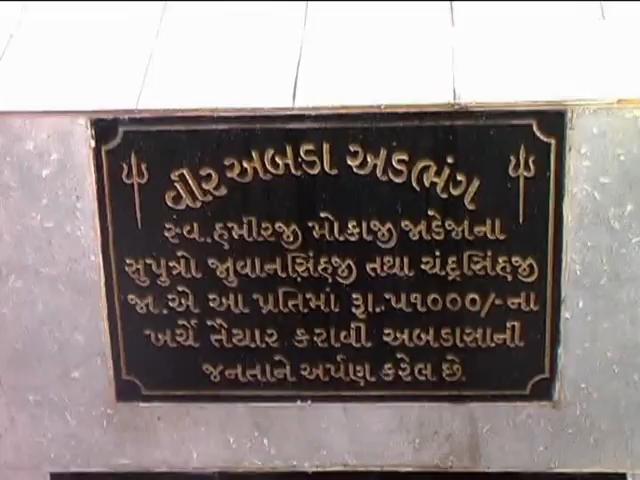 વીર અબડા અડભંગ
સ્વ. હમીરજી મોકાજી જાડેજાના
સુપુત્રો જુવાનસિંહજી તથા ચંદ્રસિંહજી
જા.એ આ પ્રતિમાં રૂા.૫૧૦૦૦/-ના
ખર્ચે તૈયાર કરાવી અબડાસાની
જનતાને અર્પણ કરેલ છે.